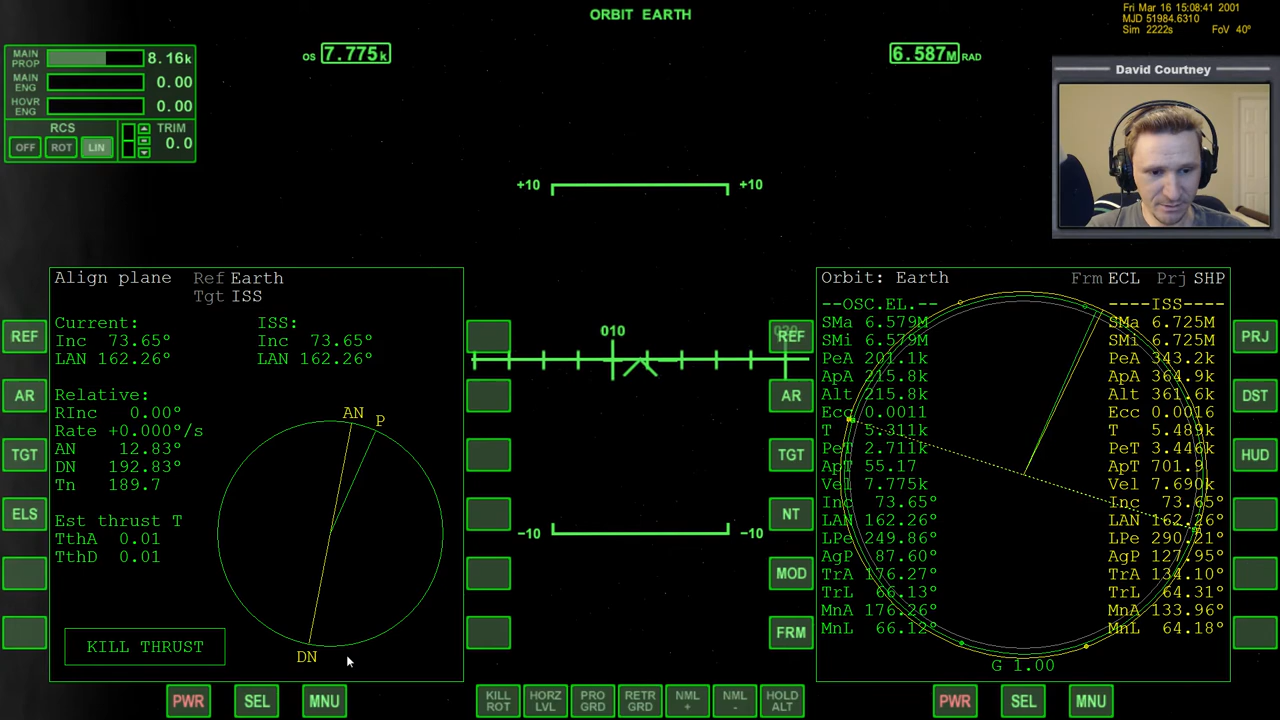 ORBIT EARTH
Fri Mar 16 15:08:41 2001
MJD 51984.6310
Sim 2222s FoV 40°
MAIN PROP 8.16k
MAIN ENG 0.00
HOVR ENG 0.00
RCS TRIM
OFF ROT LIN 0.0
OS 7.775k
6.587M RAD
David Courtney
+10 +10
010
-10 -10
Align plane Ref Earth
Tgt ISS
Current: ISS:
Inc 73.65° Inc 73.65°
LAN 162.26° LAN 162.26°
Relative:
RInc 0.00°
Rate +0.000°/s
AN 12.83°
DN 192.83°
Tn 189.7
Est thrust T
TthA 0.01
TthD 0.01
KILL THRUST
AN P
DN
REF
AR
TGT
ELS
PWR SEL MNU
KILL ROT
HORZ LVL
PRO GRD
RETR GRD
NML +
NML -
HOLD ALT
REF
AR
TGT
NT
MOD
FRM
Orbit: Earth Frm ECL Prj SHP
--OSC.EL.-- ----ISS----
SMa 6.579M SMa 6.725M
SMi 6.579M SMi 6.725M
PeA 201.1k PeA 343.2k
ApA 215.8k ApA 364.9k
Alt 215.8k Alt 361.6k
Ecc 0.0011 Ecc 0.0016
T 5.311k T 5.489k
PeT 2.711k PeT 3.446k
ApT 55.17 ApT 701.9
Vel 7.775k Vel 7.690k
Inc 73.65° Inc 73.65°
LAN 162.26° LAN 162.26°
LPe 249.86° LPe 290.21°
AgP 87.60° AgP 127.95°
TrA 176.27° TrA 134.10°
TrL 66.13° TrL 64.31°
MnA 176.26° MnA 133.96°
MnL 66.12° MnL 64.18°
G 1.00
PRJ
DST
HUD
PWR SEL MNU